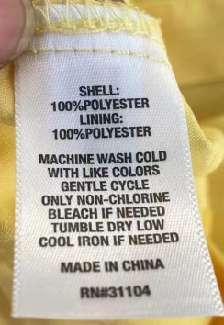 SHELL:
100%POLYESTER
LINING:
100%POLYESTER
MACHINE WASH COLD
WITH LIKE COLORS
GENTLE CYCLE
ONLY NON-CHLORINE
BLEACH IF NEEDED
TUMBLE DRY LOW
COOL IRON IF NEEDED
MADE IN CHINA
RN#31104